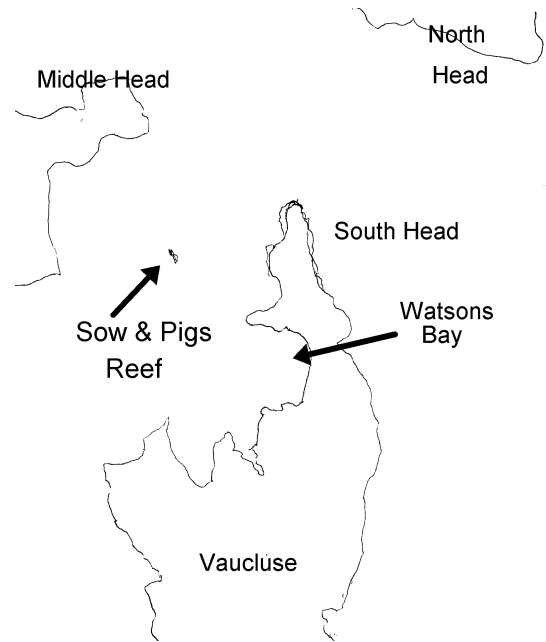 North
Head
Middle Head
South Head
Watsons
Bay
Sow & Pigs
Reef
Vaucluse